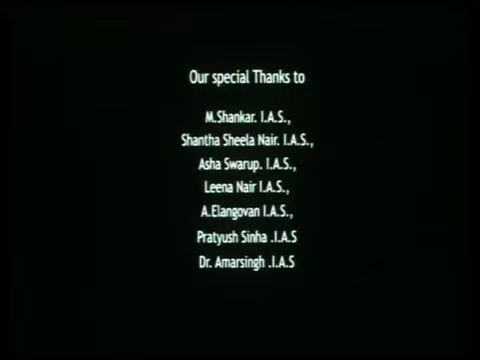 Our special Thanks to
M.Shankar. I.A.S.,
Shantha Sheela Nair. I.A.S.,
Asha Swarup. I.A.S.,
Leena Nair I.A.S.,
A.Elangovan I.A.S.,
Pratyush Sinha .I.A.S
Dr. Amarsingh .I.A.S